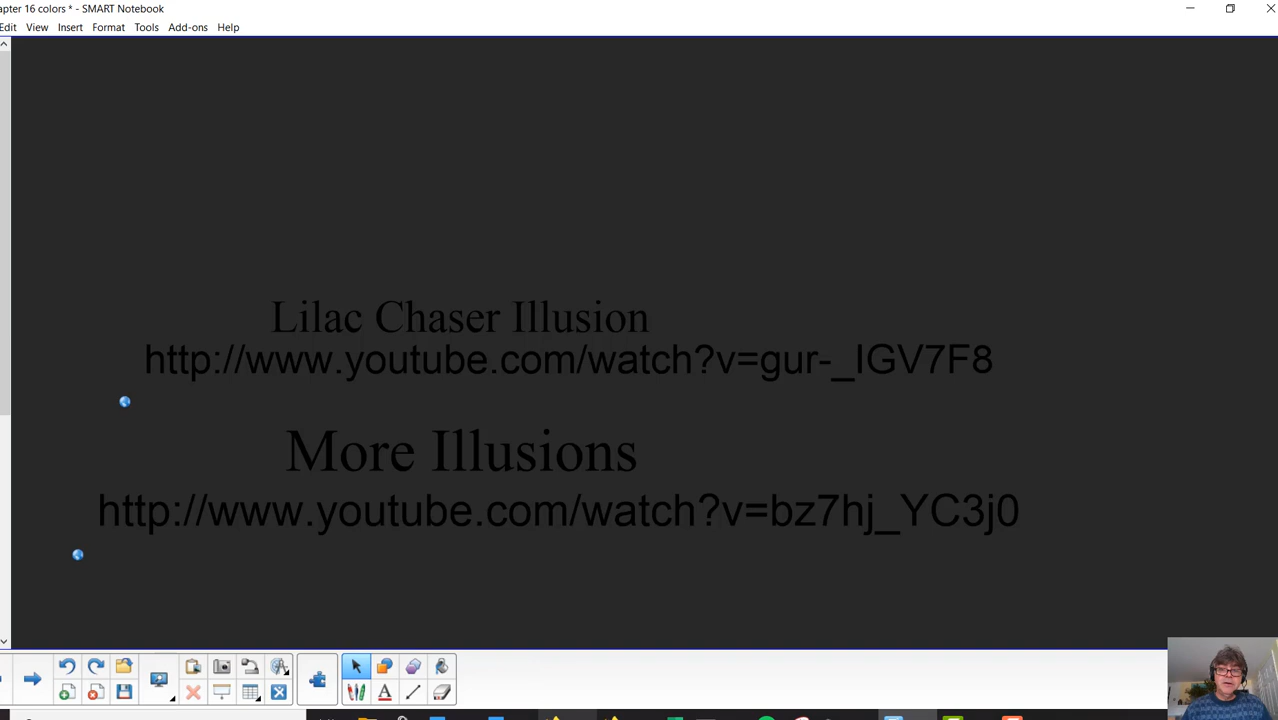 apter 16 colors * - SMART Notebook
Edit View Insert Format Tools Add-ons Help
Lilac Chaser Illusion
http://www.youtube.com/watch?v=gur-_IGV7F8
More Illusions
http://www.youtube.com/watch?v=bz7hj_YC3j0